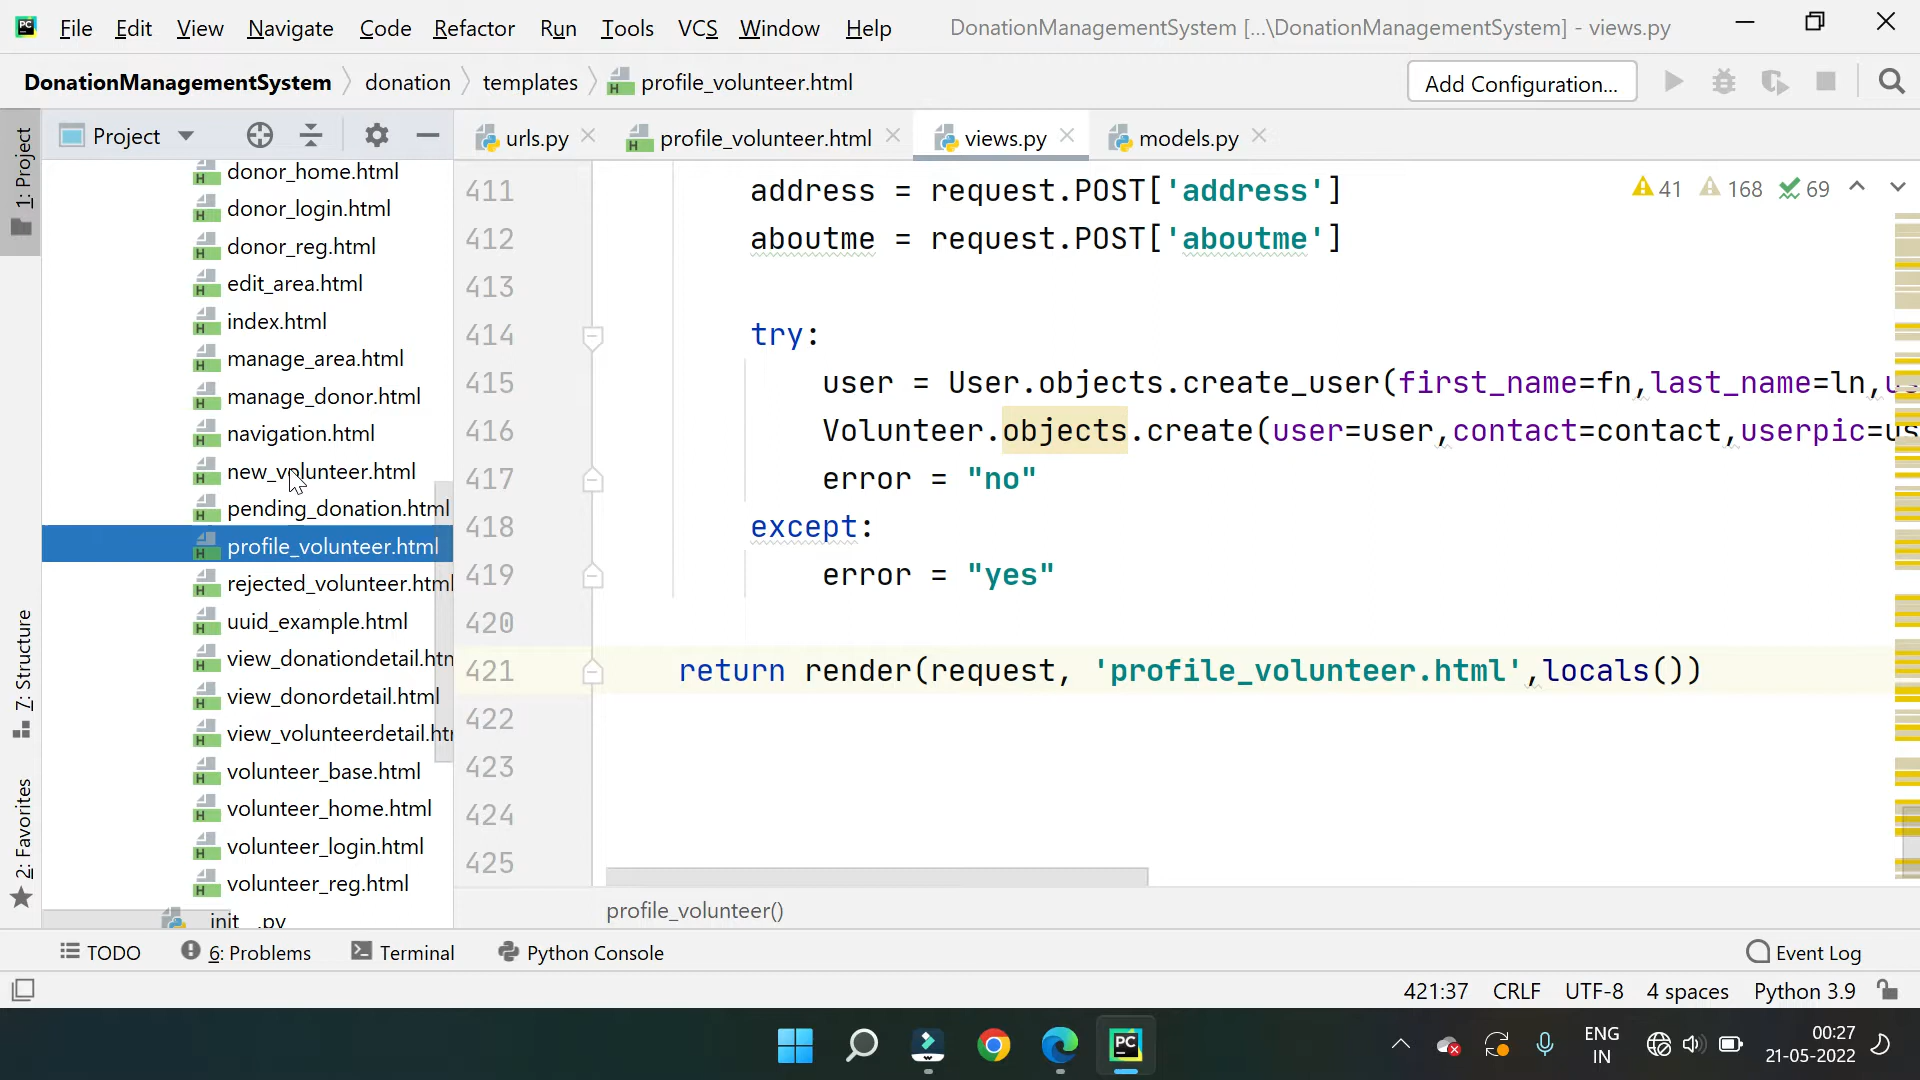 File Edit View Navigate Code Refactor Run Tools VCS Window Help DonationManagementSystem [...\DonationManagementSystem] - views.py
DonationManagementSystem donation templates profile_volunteer.html Add Configuration...
Project urls.py profile_volunteer.html views.py models.py
1: Project
7: Structure
2: Favorites
donor_home.html
donor_login.html
donor_reg.html
edit_area.html
index.html
manage_area.html
manage_donor.html
navigation.html
new_volunteer.html
pending_donation.html
profile_volunteer.html
rejected_volunteer.html
uuid_example.html
view_donationdetail.htm
view_donordetail.html
view_volunteerdetail.htm
volunteer_base.html
volunteer_home.html
volunteer_login.html
volunteer_reg.html
init .py
41 168 69
411 address = request.POST['address']
412 aboutme = request.POST['aboutme']
413
414 try:
415 user = User.objects.create_user(first_name=fn,last_name=ln,us
416 Volunteer.objects.create(user=user,contact=contact,userpic=us
417 error = "no"
418 except:
419 error = "yes"
420
421 return render(request, 'profile_volunteer.html',locals())
422
423
424
425
profile_volunteer()
TODO 6: Problems Terminal Python Console Event Log
421:37 CRLF UTF-8 4 spaces Python 3.9
PC
ENG
IN
00:27
21-05-2022